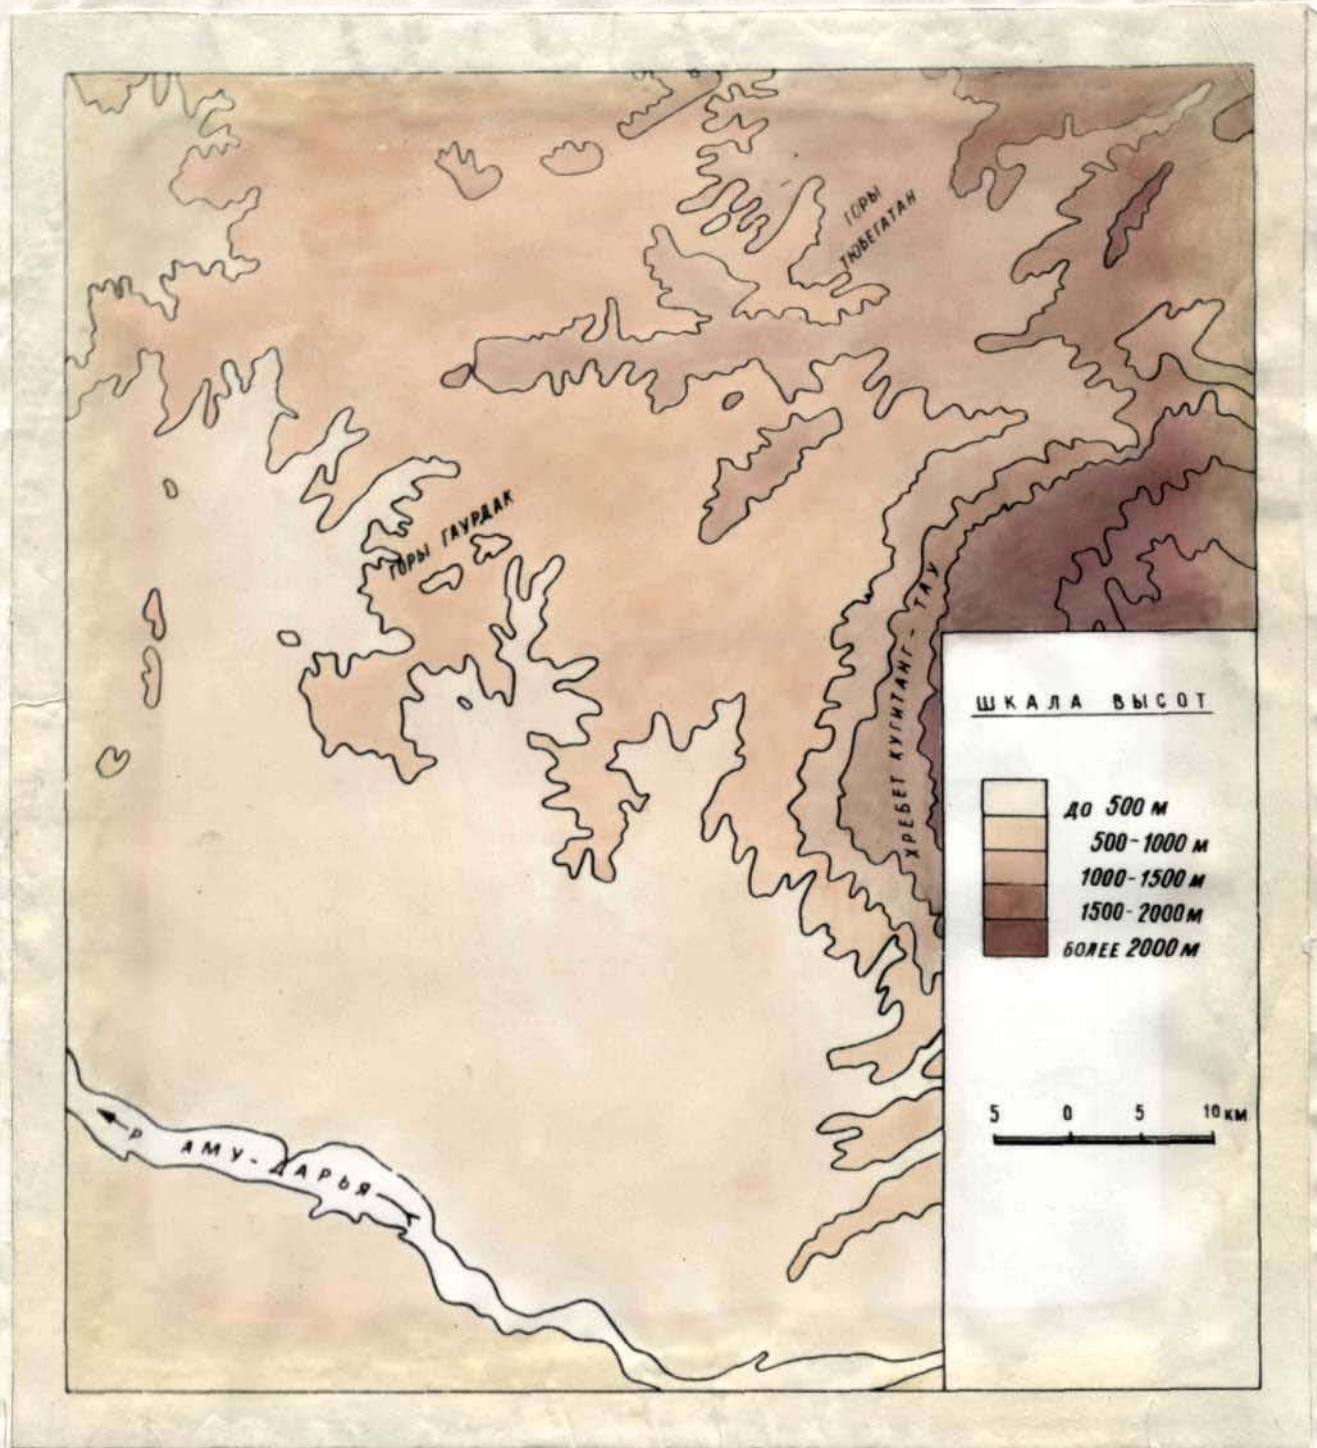 ГОРЫ
ТЮБЕГАТАН
ГОРЫ ГАУРДАК
ХРЕБЕТ КУГИТАНГ-ТАУ
Р. АМУ-ДАРЬЯ
ШКАЛА ВЫСОТ
ДО 500 М
500-1000 М
1000-1500 М
1500-2000 М
БОЛЕЕ 2000 М
5 0 5 10 КМ